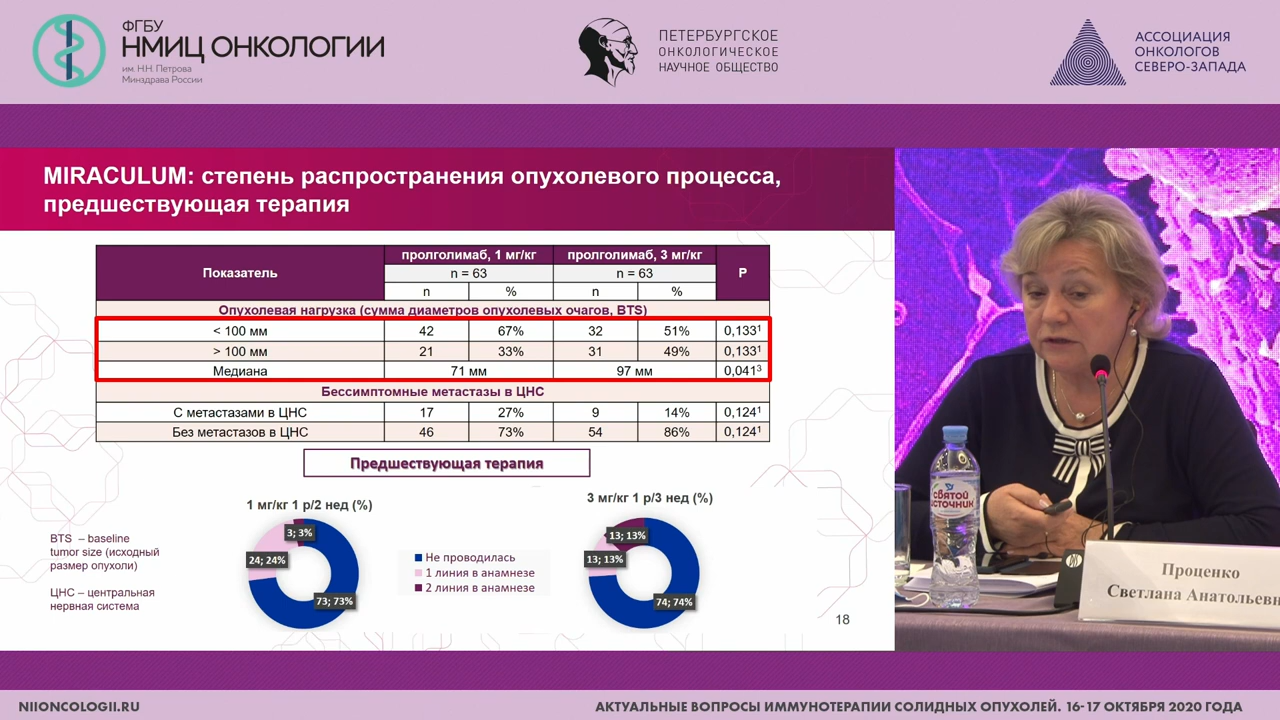 ФГБУ
НМИЦ ОНКОЛОГИИ
им. Н.Н. Петрова
Минздрава России
ПЕТЕРБУРГСКОЕ
ОНКОЛОГИЧЕСКОЕ
НАУЧНОЕ ОБЩЕСТВО
АССОЦИАЦИЯ
ОНКОЛОГОВ
СЕВЕРО-ЗАПАДА
MIRACULUM: степень распространения опухолевого процесса,
предшествующая терапия
Показатель пролголимаб, 1 мг/кг пролголимаб, 3 мг/кг P
n = 63 n = 63
n % n %
Опухолевая нагрузка (сумма диаметров опухолевых очагов, BTS)
< 100 мм 42 67% 32 51% 0,133¹
> 100 мм 21 33% 31 49% 0,133¹
Медиана 71 мм 97 мм 0,041³
Бессимптомные метастазы в ЦНС
С метастазами в ЦНС 17 27% 9 14% 0,124¹
Без метастазов в ЦНС 46 73% 54 86% 0,124¹
Предшествующая терапия
1 мг/кг 1 р/2 нед (%)
3; 3%
24; 24%
73; 73%
Не проводилась
1 линия в анамнезе
2 линия в анамнезе
3 мг/кг 1 р/3 нед (%)
13; 13%
13; 13%
74; 74%
BTS – baseline
tumor size (исходный
размер опухоли)
ЦНС – центральная
нервная система
18
СВЯТОЙ
ИСТОЧНИК
Проценко
Светлана Анатольевн
NIIONCOLOGII.RU
АКТУАЛЬНЫЕ ВОПРОСЫ ИММУНОТЕРАПИИ СОЛИДНЫХ ОПУХОЛЕЙ. 16-17 ОКТЯБРЯ 2020 ГОДА